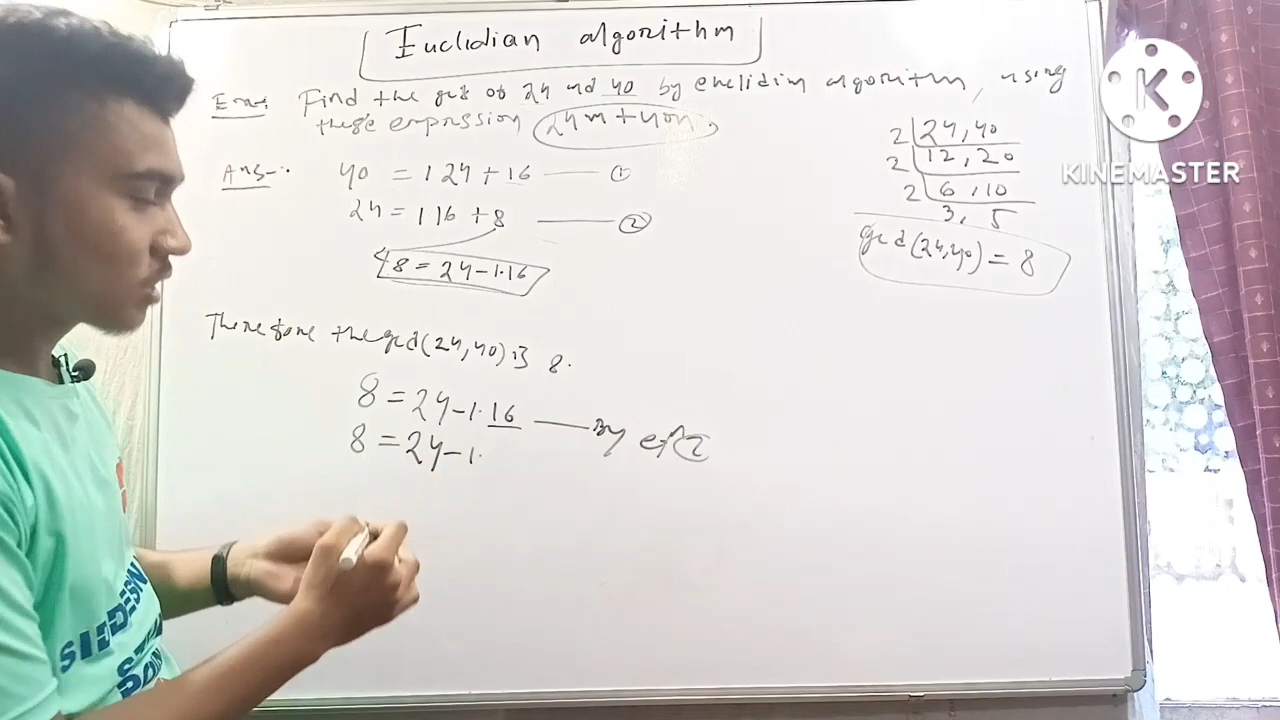 Euclidian algorithm
Find the gcd of 24 and 40 by euclidian algorithm, using
these expression 24m + 40n
Ans-:
40 = 1 24 + 16 —— ①
24 = 1 16 + 8 —— ②
8 = 24 - 1.16
Therefore the gcd (24, 40) is 8.
8 = 24 - 1. 16 —— By eq ②
8 = 24 - 1.
2 | 24, 40
2 | 12, 20
2 | 6, 10
3, 5
gcd (24, 40) = 8
KINEMASTER
K